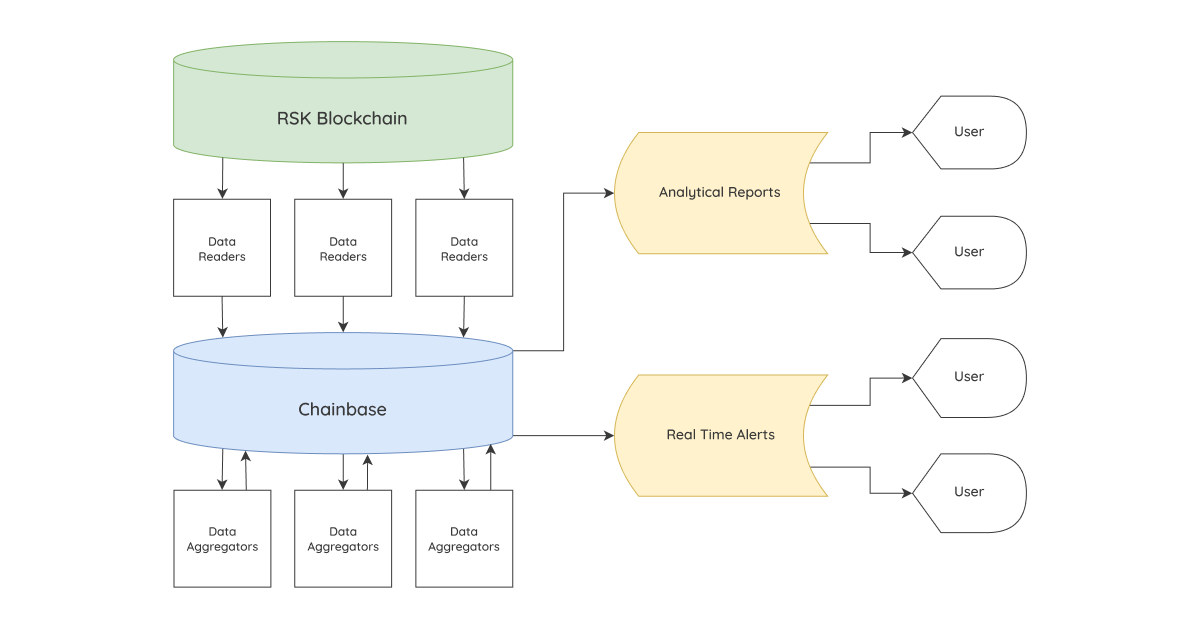 RSK Blockchain
Data
Readers
Data
Readers
Data
Readers
Chainbase
Data
Aggregators
Data
Aggregators
Data
Aggregators
Analytical Reports
Real Time Alerts
User
User
User
User